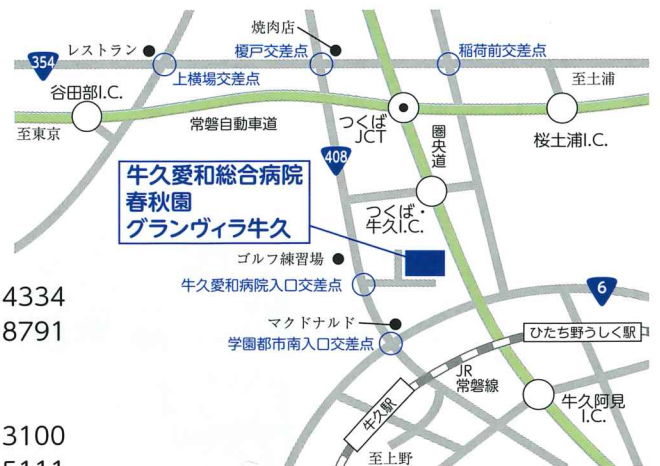 焼肉店
レストラン
榎戸交差点
稲荷前交差点
354
上横場交差点
至土浦
谷田部I.C.
至東京
常磐自動車道
つくば
JCT
圏央道
桜土浦I.C.
408
牛久愛和総合病院
春秋園
グランヴィラ牛久
つくば・
牛久I.C.
ゴルフ練習場
4334
牛久愛和病院入口交差点
6
8791
マクドナルド
学園都市南入口交差点
ひたち野うしく駅
JR
常磐線
牛久駅
牛久阿見
I.C.
3100
至上野
5111